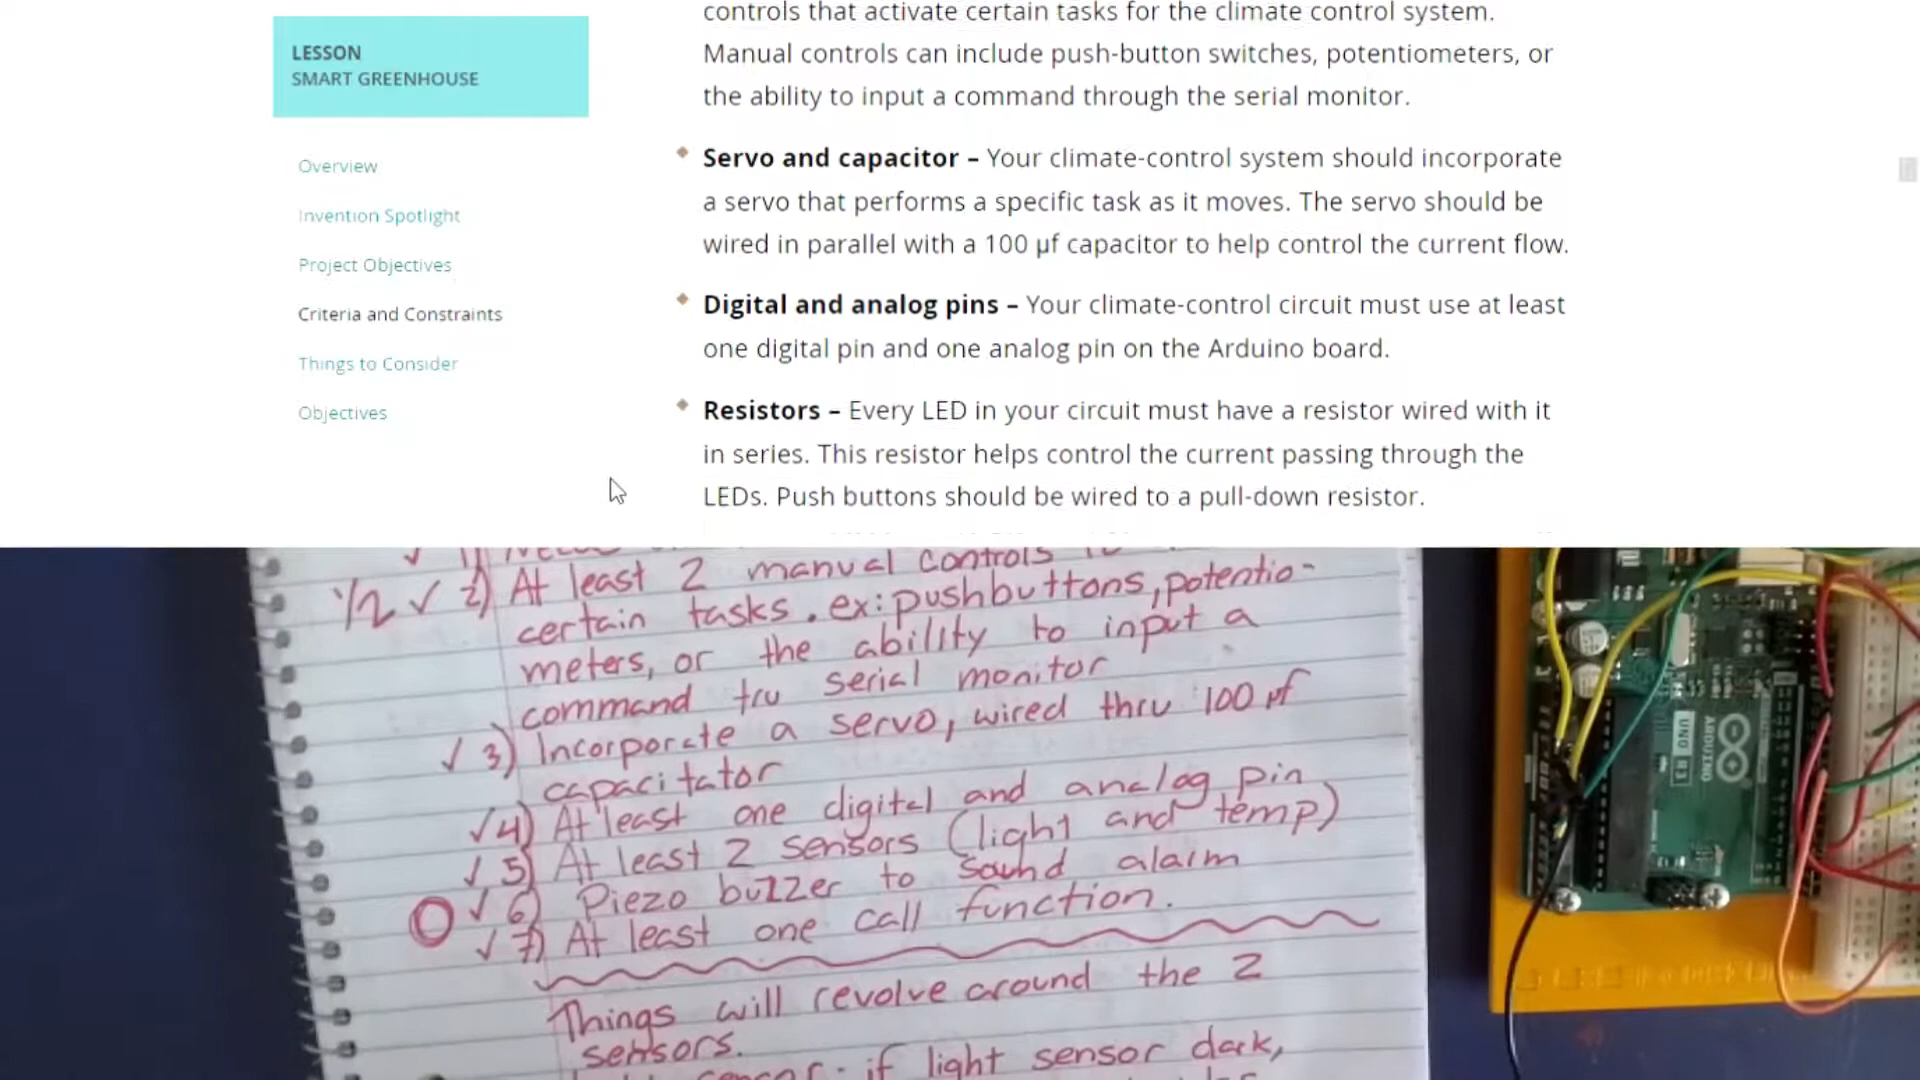 controls that activate certain tasks for the climate control system.
LESSON
SMART GREENHOUSE
Manual controls can include push-button switches, potentiometers, or
the ability to input a command through the serial monitor.
Overview
Invention Spotlight
Project Objectives
Criteria and Constraints
Things to Consider
Objectives
Servo and capacitor – Your climate-control system should incorporate
a servo that performs a specific task as it moves. The servo should be
wired in parallel with a 100 µf capacitor to help control the current flow.
Digital and analog pins – Your climate-control circuit must use at least
one digital pin and one analog pin on the Arduino board.
Resistors – Every LED in your circuit must have a resistor wired with it
in series. This resistor helps control the current passing through the
LEDs. Push buttons should be wired to a pull-down resistor.
1/2 ✓ 2) At least 2 manual controls
certain tasks. ex: pushbuttons, potentio-
meters, or the ability to input a
command tru serial monitor
✓ 3) Incorporate a servo, wired thru 100 µf
capacitator
✓ 4) At least one digital and analog pin
✓ 5) At least 2 sensors (light and temp)
✓ 6) Piezo buzzer to sound alarm
✓ 7) At least one call function.
Things will revolve around the 2
sensors.
if light sensor dark,
ARDUINO
UNO
R3